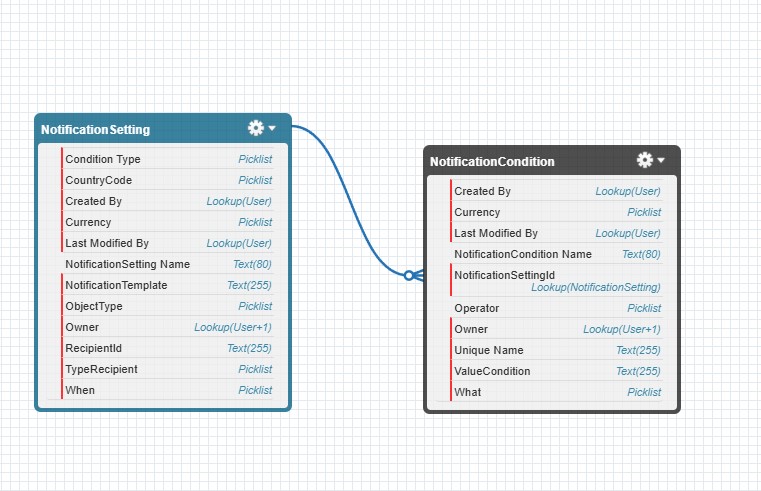 NotificationSetting
Condition Type Picklist
CountryCode Picklist
Created By Lookup(User)
Currency Picklist
Last Modified By Lookup(User)
NotificationSetting Name Text(80)
NotificationTemplate Text(255)
ObjectType Picklist
Owner Lookup(User+1)
RecipientId Text(255)
TypeRecipient Picklist
When Picklist
NotificationCondition
Created By Lookup(User)
Currency Picklist
Last Modified By Lookup(User)
NotificationCondition Name Text(80)
NotificationSettingId
Lookup(NotificationSetting)
Operator Picklist
Owner Lookup(User+1)
Unique Name Text(255)
ValueCondition Text(255)
What Picklist